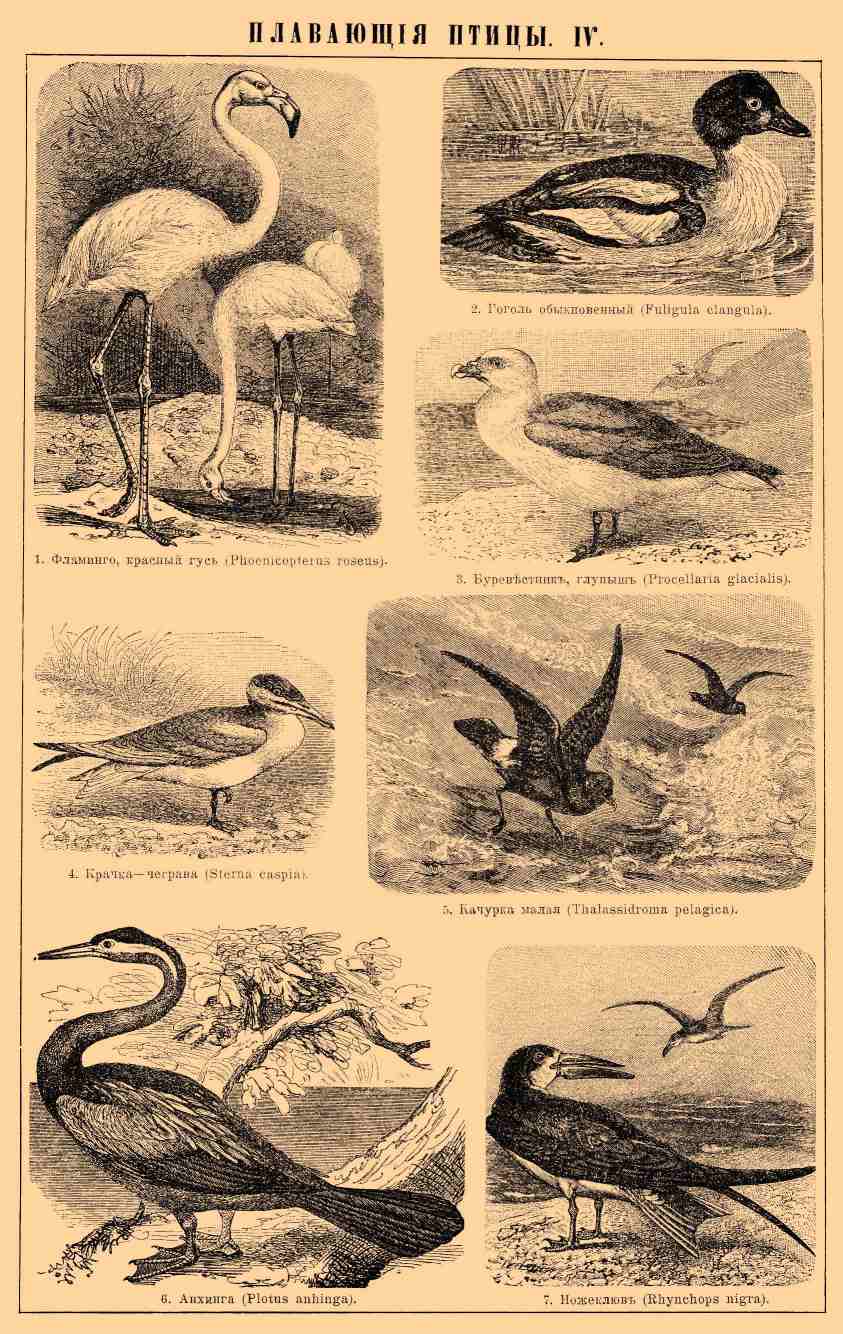 ПЛАВАЮЩІЯ ПТИЦЫ. IV.
1. Фламинго, красный гусь (Phoenicopterus roseus).
2. Гоголь обыкновенный (Fuligula clangula).
3. Буревѣстникъ, глупышъ (Procellaria glacialis).
4. Крачка—чеграва (Sterna caspia).
5. Качурка малая (Thalassidroma pelagica).
6. Анхинга (Plotus anhinga).
7. Ножеклювъ (Rhynchops nigra).